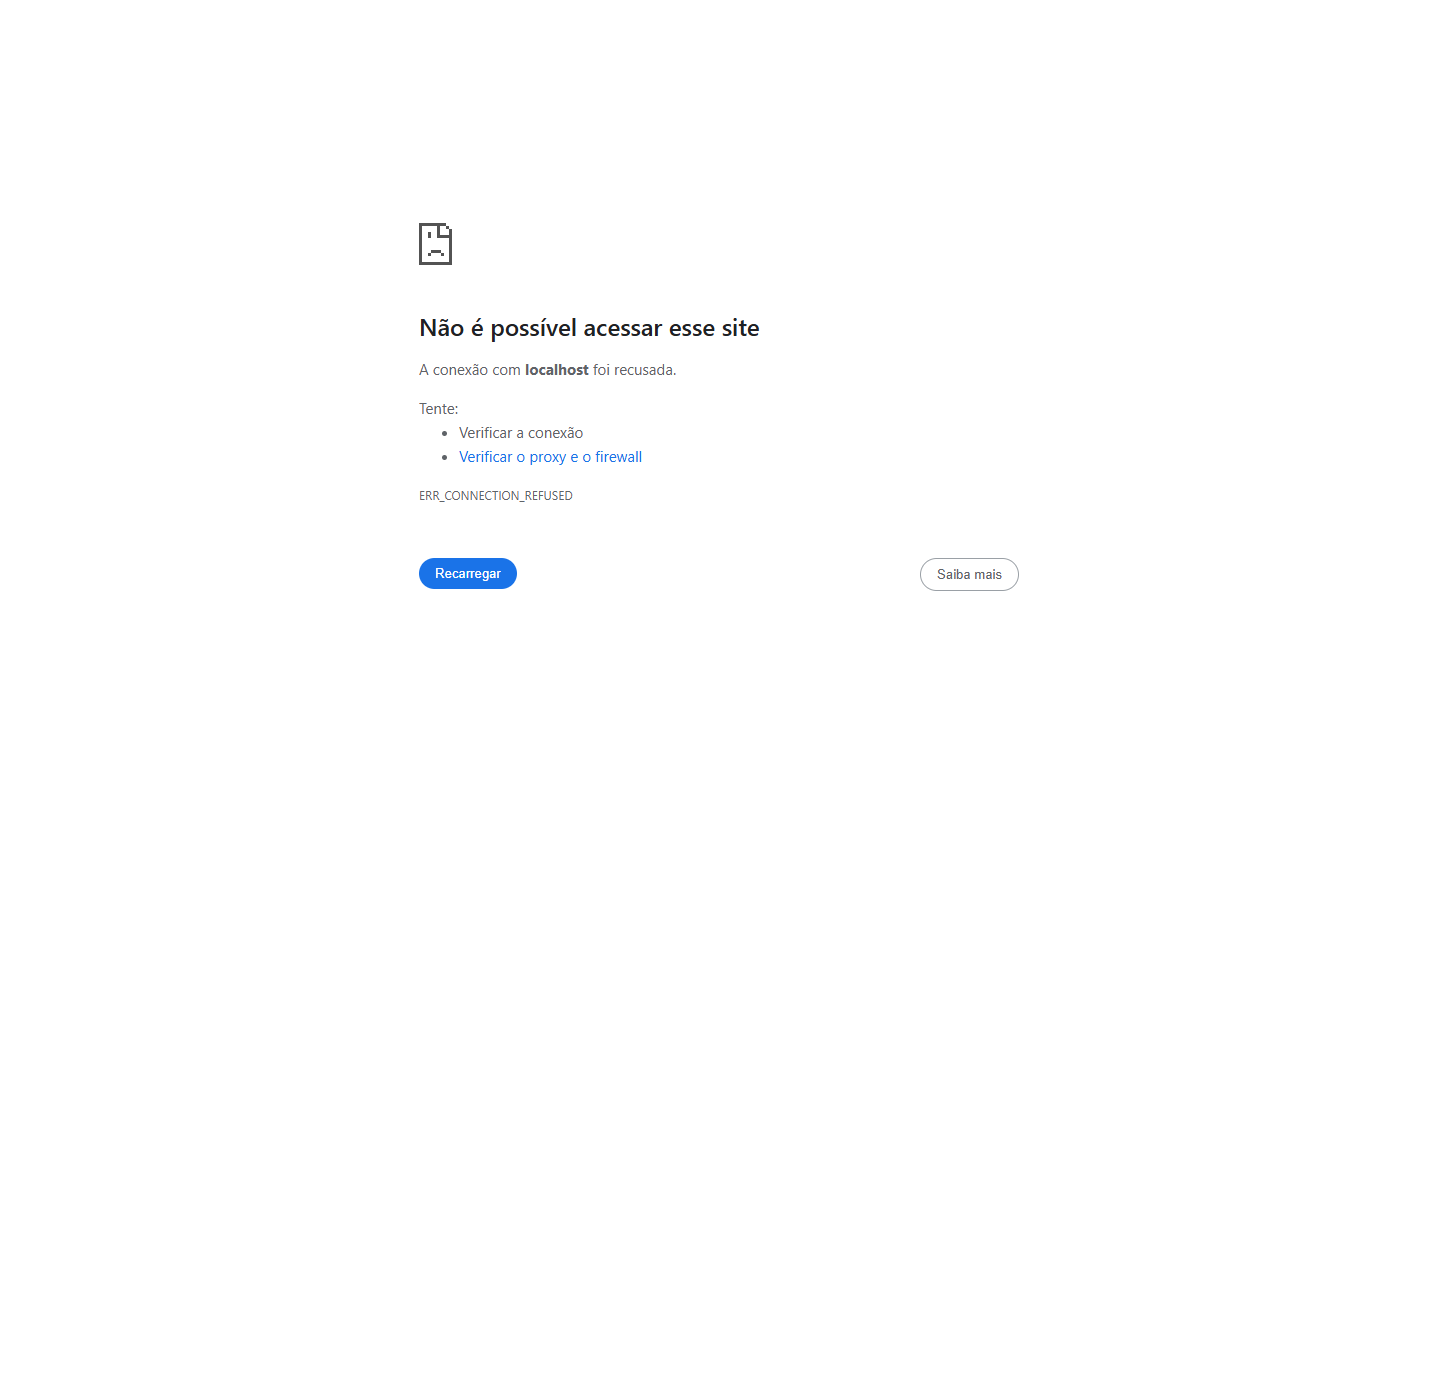 Não é possível acessar esse site
A conexão com localhost foi recusada.
Tente:
Verificar a conexão
Verificar o proxy e o firewall
ERR_CONNECTION_REFUSED
Recarregar
Saiba mais